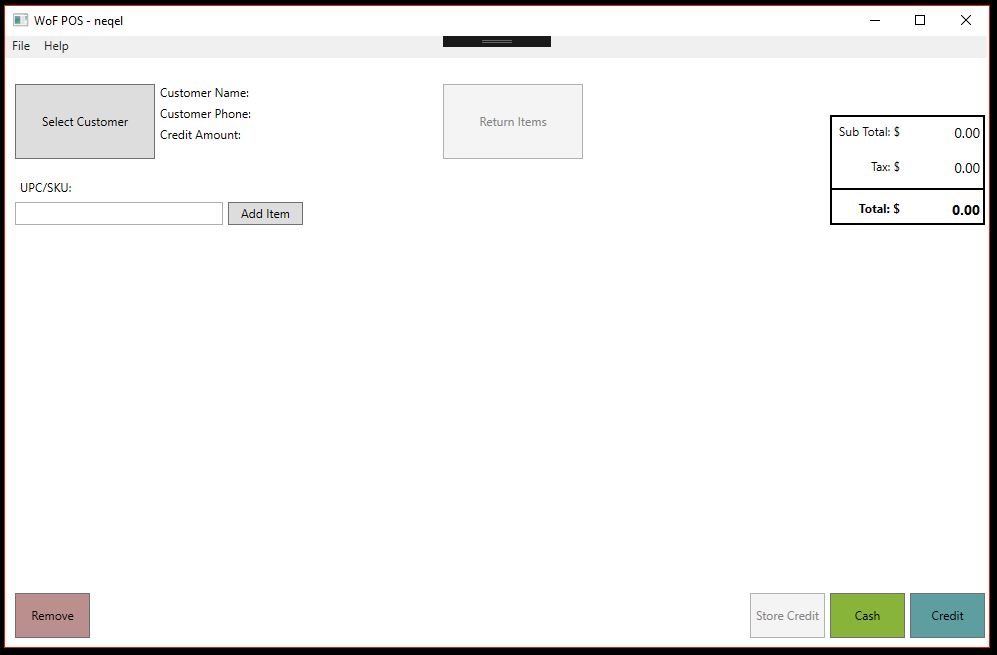 WoF POS - neqel
File Help
Select Customer
Customer Name:
Customer Phone:
Credit Amount:
Return Items
Sub Total: $ 0.00
Tax: $ 0.00
Total: $ 0.00
UPC/SKU:
Add Item
Remove
Store Credit
Cash
Credit